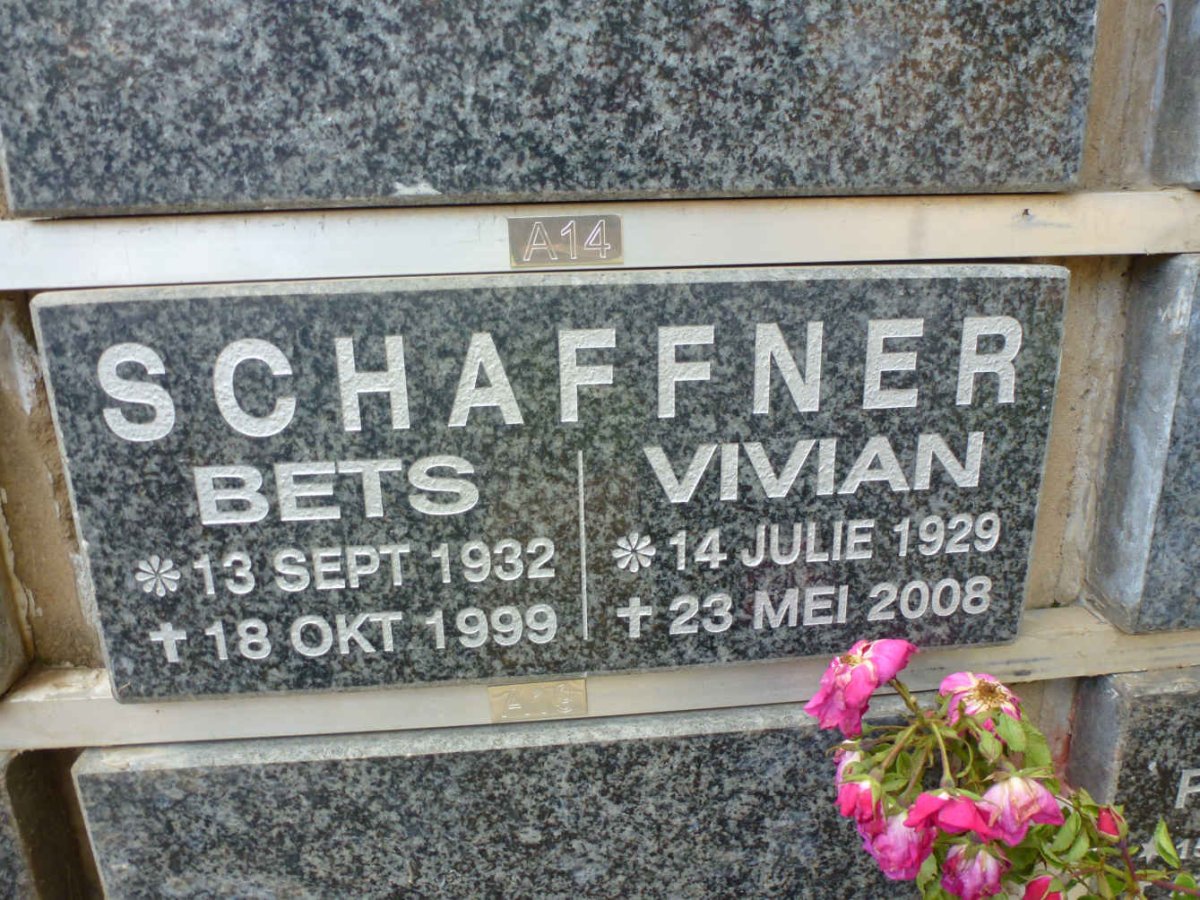 A14
SCHAFFNER
BETS
13 SEPT 1932
✝ 18 OKT 1999
VIVIAN
14 JULIE 1929
✝ 23 MEI 2008